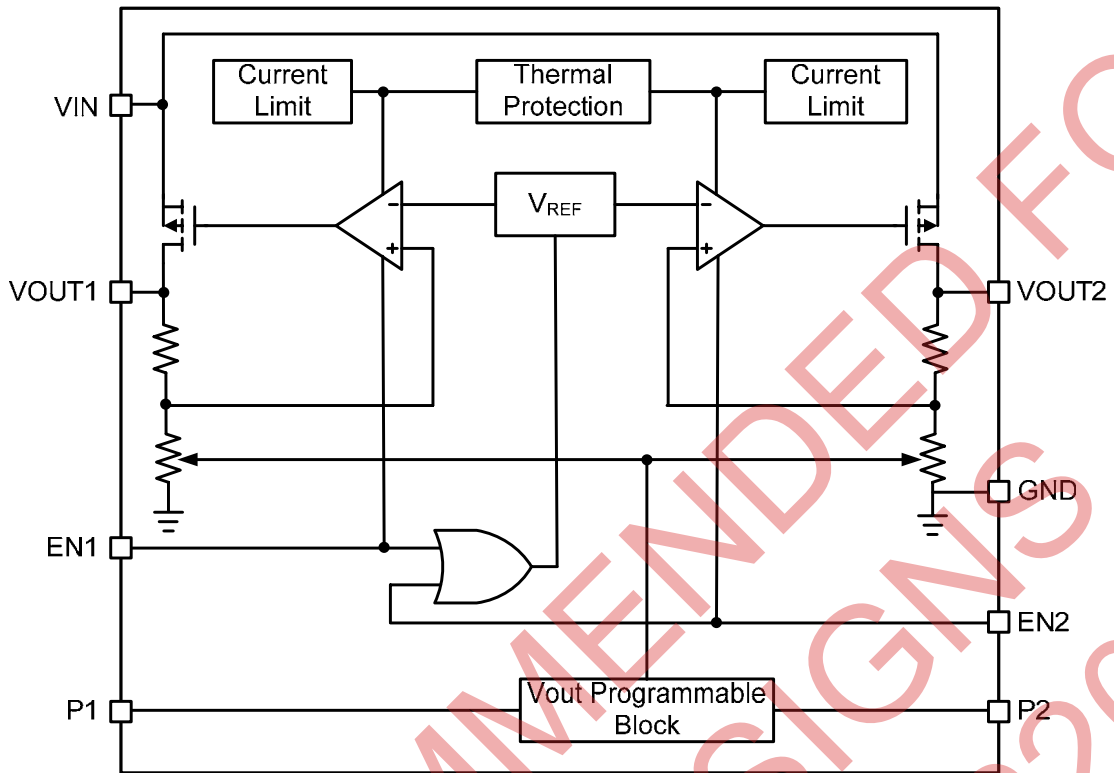 Current
Limit
Thermal
Protection
Current
Limit
VIN
VREF
-
-
+
+
VOUT1
VOUT2
GND
EN1
EN2
Vout Programmable
Block
P1
P2